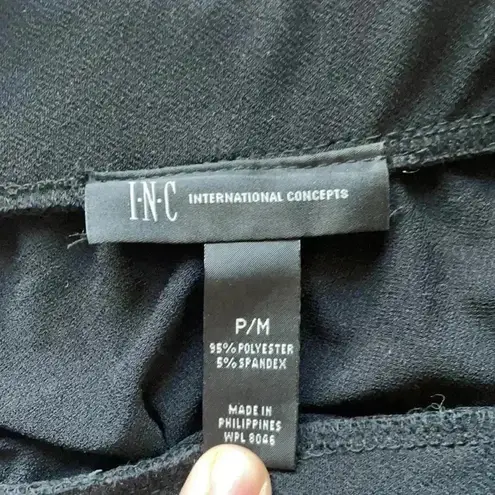 I·N·C INTERNATIONAL CONCEPTS
P/M
95% POLYESTER
5% SPANDEX
MADE IN
PHILIPPINES
WPL 8046